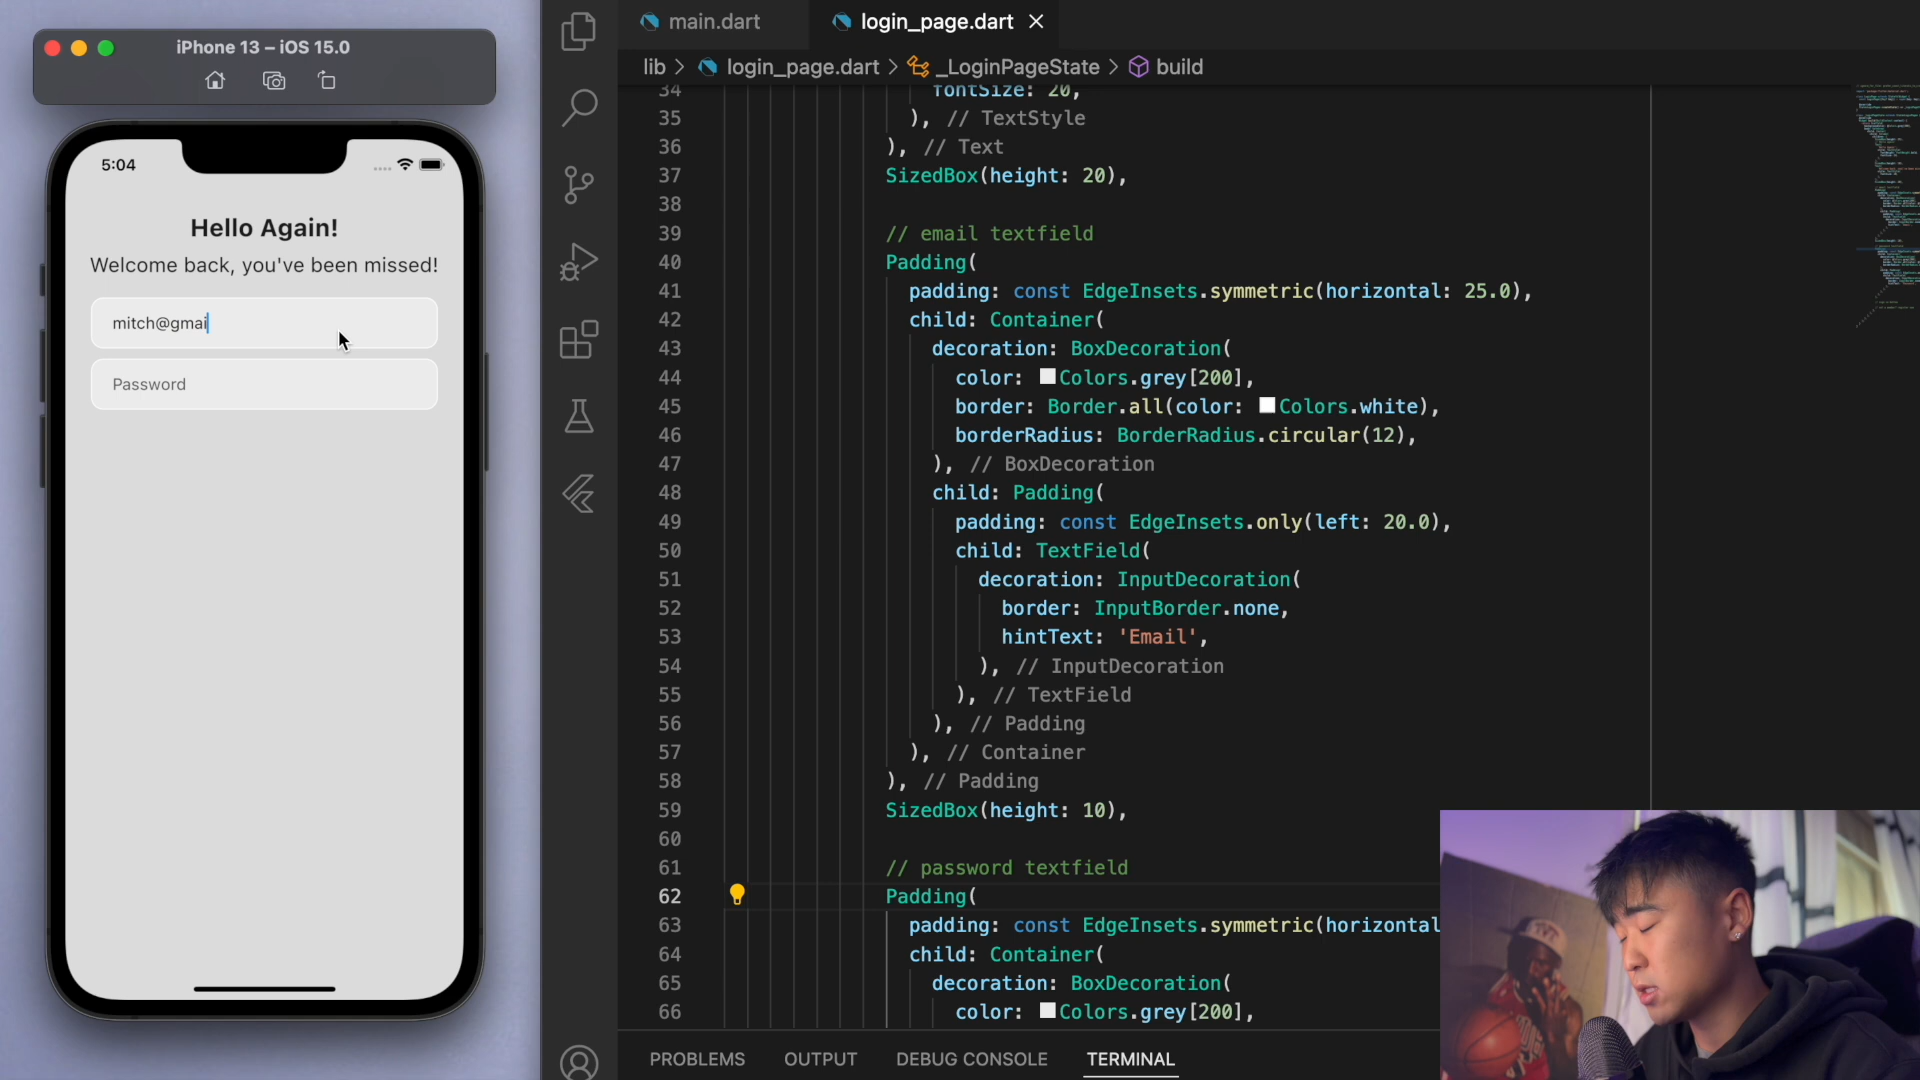 iPhone 13 – iOS 15.0
5:04
Hello Again!
Welcome back, you've been missed!
mitch@gmai
Password
main.dart
login_page.dart
lib > login_page.dart > _LoginPageState > build
34 fontSize: 20,
35 ), // TextStyle
36 ), // Text
37 SizedBox(height: 20),
38
39 // email textfield
40 Padding(
41 padding: const EdgeInsets.symmetric(horizontal: 25.0),
42 child: Container(
43 decoration: BoxDecoration(
44 color: Colors.grey[200],
45 border: Border.all(color: Colors.white),
46 borderRadius: BorderRadius.circular(12),
47 ), // BoxDecoration
48 child: Padding(
49 padding: const EdgeInsets.only(left: 20.0),
50 child: TextField(
51 decoration: InputDecoration(
52 border: InputBorder.none,
53 hintText: 'Email',
54 ), // InputDecoration
55 ), // TextField
56 ), // Padding
57 ), // Container
58 ), // Padding
59 SizedBox(height: 10),
60
61 // password textfield
62 Padding(
63 padding: const EdgeInsets.symmetric(horizontal
64 child: Container(
65 decoration: BoxDecoration(
66 color: Colors.grey[200],
PROBLEMS OUTPUT DEBUG CONSOLE TERMINAL